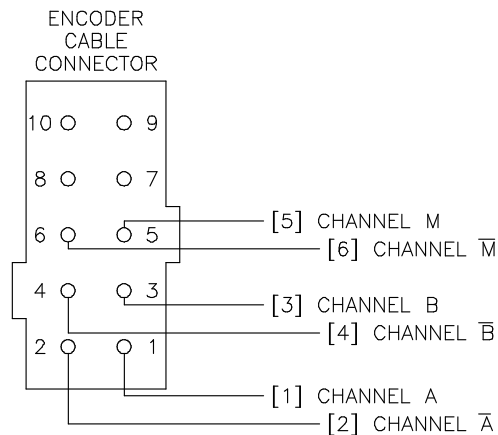 ENCODER
CABLE
CONNECTOR
10 9
8 7
6 5
[5] CHANNEL M
[6] CHANNEL M̅
4 3
[3] CHANNEL B
[4] CHANNEL B̅
2 1
[1] CHANNEL A
[2] CHANNEL A̅